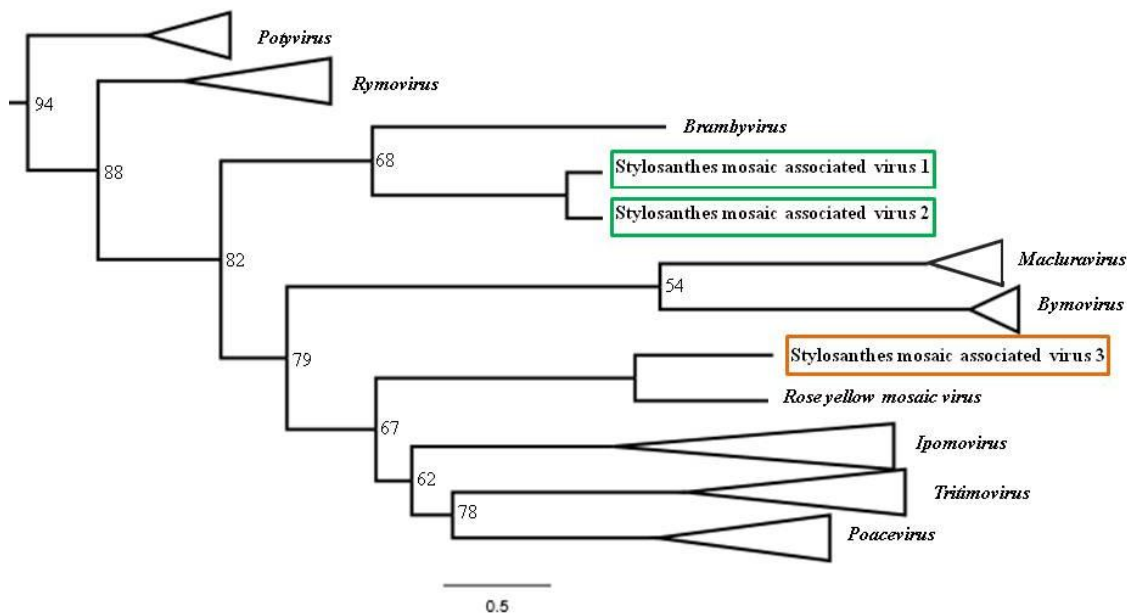 Potyvirus
Rymovirus
94
Brambyvirus
68
Stylosanthes mosaic associated virus 1
88
Stylosanthes mosaic associated virus 2
82
Macluravirus
54
Bymovirus
Stylosanthes mosaic associated virus 3
79
Rose yellow mosaic virus
67
Ipomovirus
62
Tritimovirus
78
Poacevirus
0.5